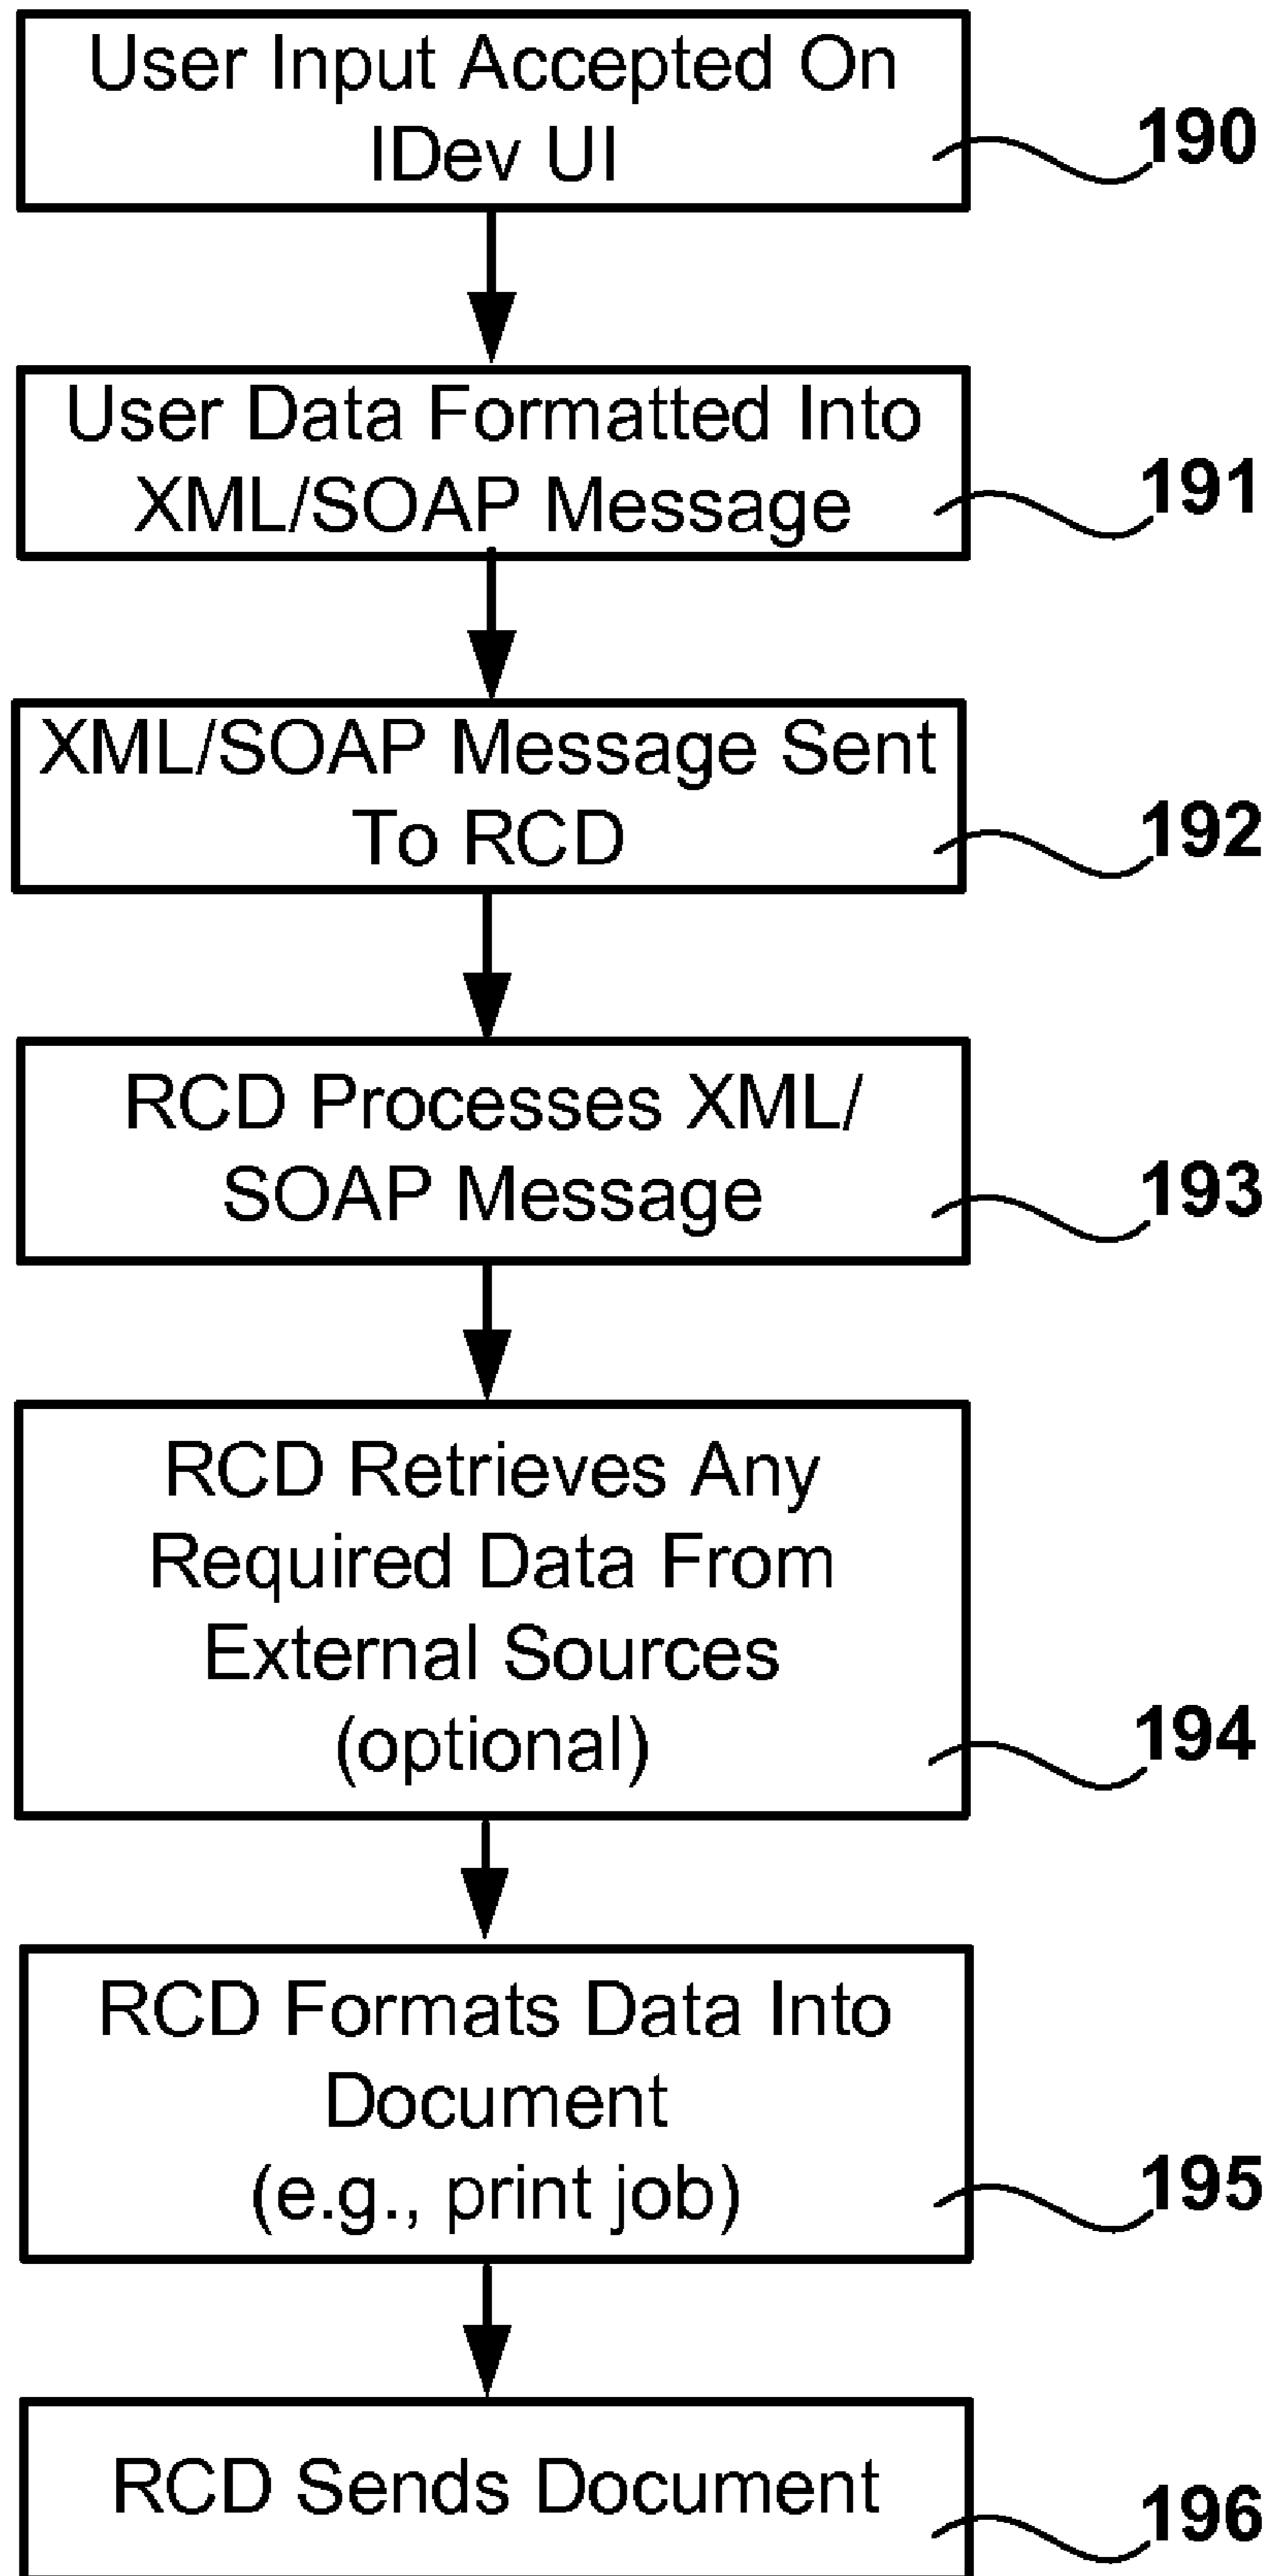 User Input Accepted On
IDev UI
190
User Data Formatted Into
XML/SOAP Message
191
XML/SOAP Message Sent
To RCD
192
RCD Processes XML/
SOAP Message
193
RCD Retrieves Any
Required Data From
External Sources
(optional)
194
RCD Formats Data Into
Document
(e.g., print job)
195
RCD Sends Document
196